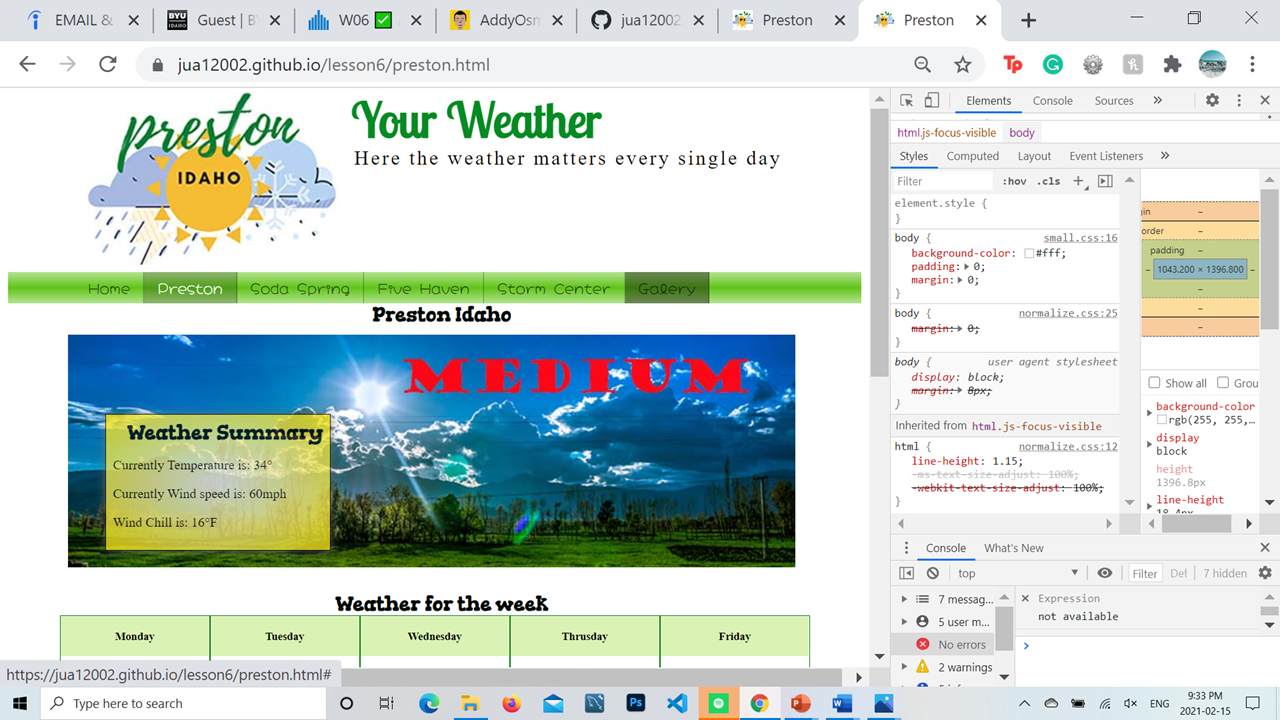 EMAIL &
Guest | B
W06 ✅
AddyOsm
jua12002
Preston
Preston
jua12002.github.io/lesson6/preston.html
preston
IDAHO
Your Weather
Here the weather matters every single day
Home Preston Soda Spring Five Haven Storm Center Galery
Preston Idaho
MEDIUM
Weather Summary
Currently Temperature is: 34°
Currently Wind speed is: 60mph
Wind Chill is: 16°F
Weather for the week
Monday Tuesday Wednesday Thrusday Friday
https://jua12002.github.io/lesson6/preston.html#
Elements Console Sources »
html.js-focus-visible body
Styles Computed Layout Event Listeners »
Filter :hov .cls +
element.style {
}
body { small.css:16
background-color: #fff;
padding: 0;
margin: 0;
}
body { normalize.css:25
margin: 0;
}
body { user agent stylesheet
display: block;
margin: 8px;
}
Inherited from html.js-focus-visible
html { normalize.css:12
line-height: 1.15;
-ms-text-size-adjust: 100%;
-webkit-text-size-adjust: 100%;
}
gin –
order –
padding –
– 1043.200 × 1396.800 –
–
–
–
Show all Grou
background-color
rgb(255, 255,…
display
block
height
1396.8px
line-height
18.4px
Console What's New
top Filter Def 7 hidden
7 messag…
5 user m…
No errors
2 warnings
Expression
not available
Type here to search
ENG
9:33 PM
2021-02-15